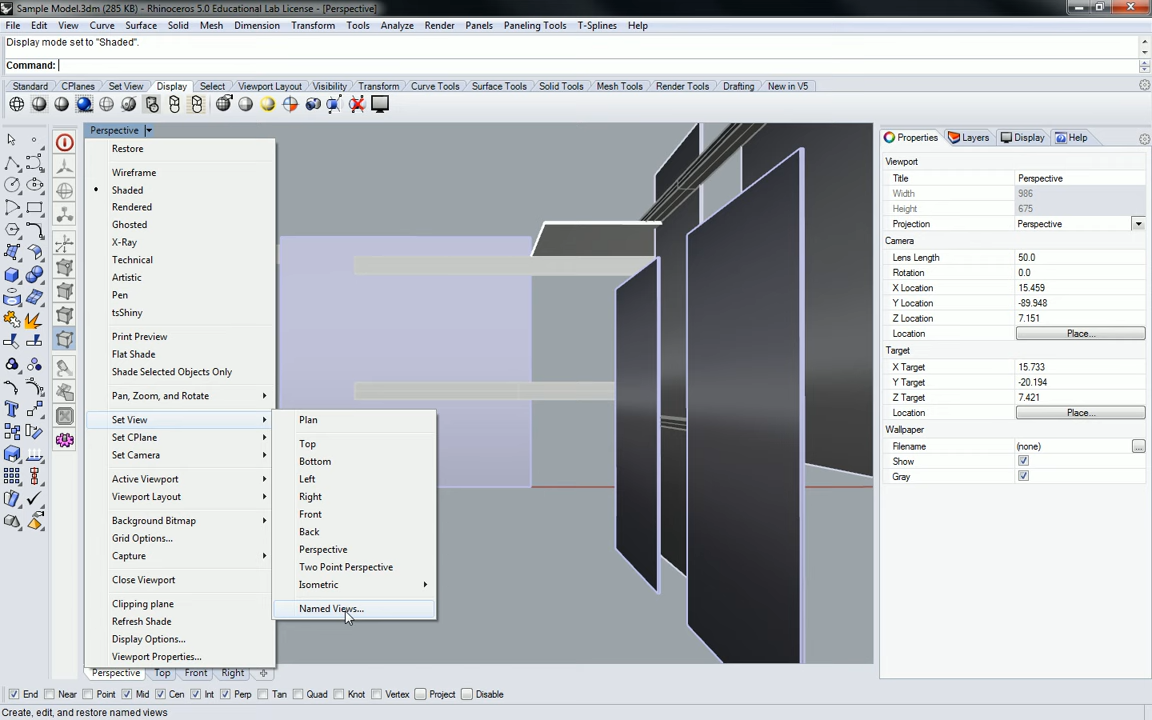 Sample Model.3dm (285 KB) - Rhinoceros 5.0 Educational Lab License - [Perspective]
File Edit View Curve Surface Solid Mesh Dimension Transform Tools Analyze Render Panels Paneling Tools T-Splines Help
Display mode set to "Shaded".
Command:
Standard CPlanes Set View Display Select Viewport Layout Visibility Transform Curve Tools Surface Tools Solid Tools Mesh Tools Render Tools Drafting New in V5
Perspective
Restore
Wireframe
Shaded
Rendered
Ghosted
X-Ray
Technical
Artistic
Pen
tsShiny
Print Preview
Flat Shade
Shade Selected Objects Only
Pan, Zoom, and Rotate
Set View
Set CPlane
Set Camera
Active Viewport
Viewport Layout
Background Bitmap
Grid Options...
Capture
Close Viewport
Clipping plane
Refresh Shade
Display Options...
Viewport Properties...
Plan
Top
Bottom
Left
Right
Front
Back
Perspective
Two Point Perspective
Isometric
Named Views...
Properties Layers Display Help
Viewport
Title Perspective
Width 986
Height 675
Projection Perspective
Camera
Lens Length 50.0
Rotation 0.0
X Location 15.459
Y Location -89.948
Z Location 7.151
Location Place...
Target
X Target 15.733
Y Target -20.194
Z Target 7.421
Location Place...
Wallpaper
Filename (none) ...
Show
Gray
Perspective Top Front Right
End Near Point Mid Cen Int Perp Tan Quad Knot Vertex Project Disable
Create, edit, and restore named views